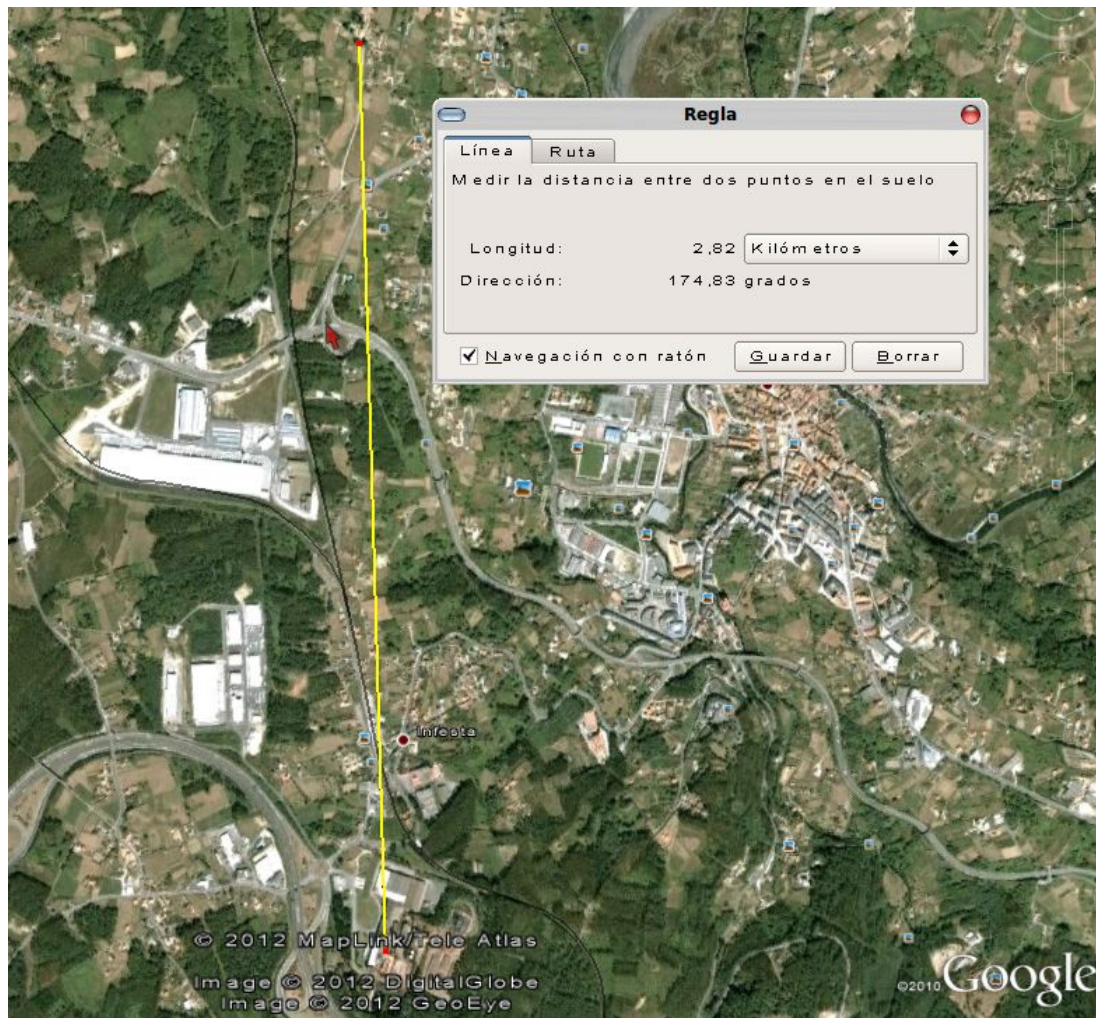 Regla
Línea Ruta
Medir la distancia entre dos puntos en el suelo
Longitud: 2,82 Kilómetros
Dirección: 174,83 grados
Navegación con ratón Guardar Borrar
Infesta
© 2012 MapLink/Tele Atlas
Image © 2012 DigitalGlobe
Image © 2012 GeoEye
©2010 Google